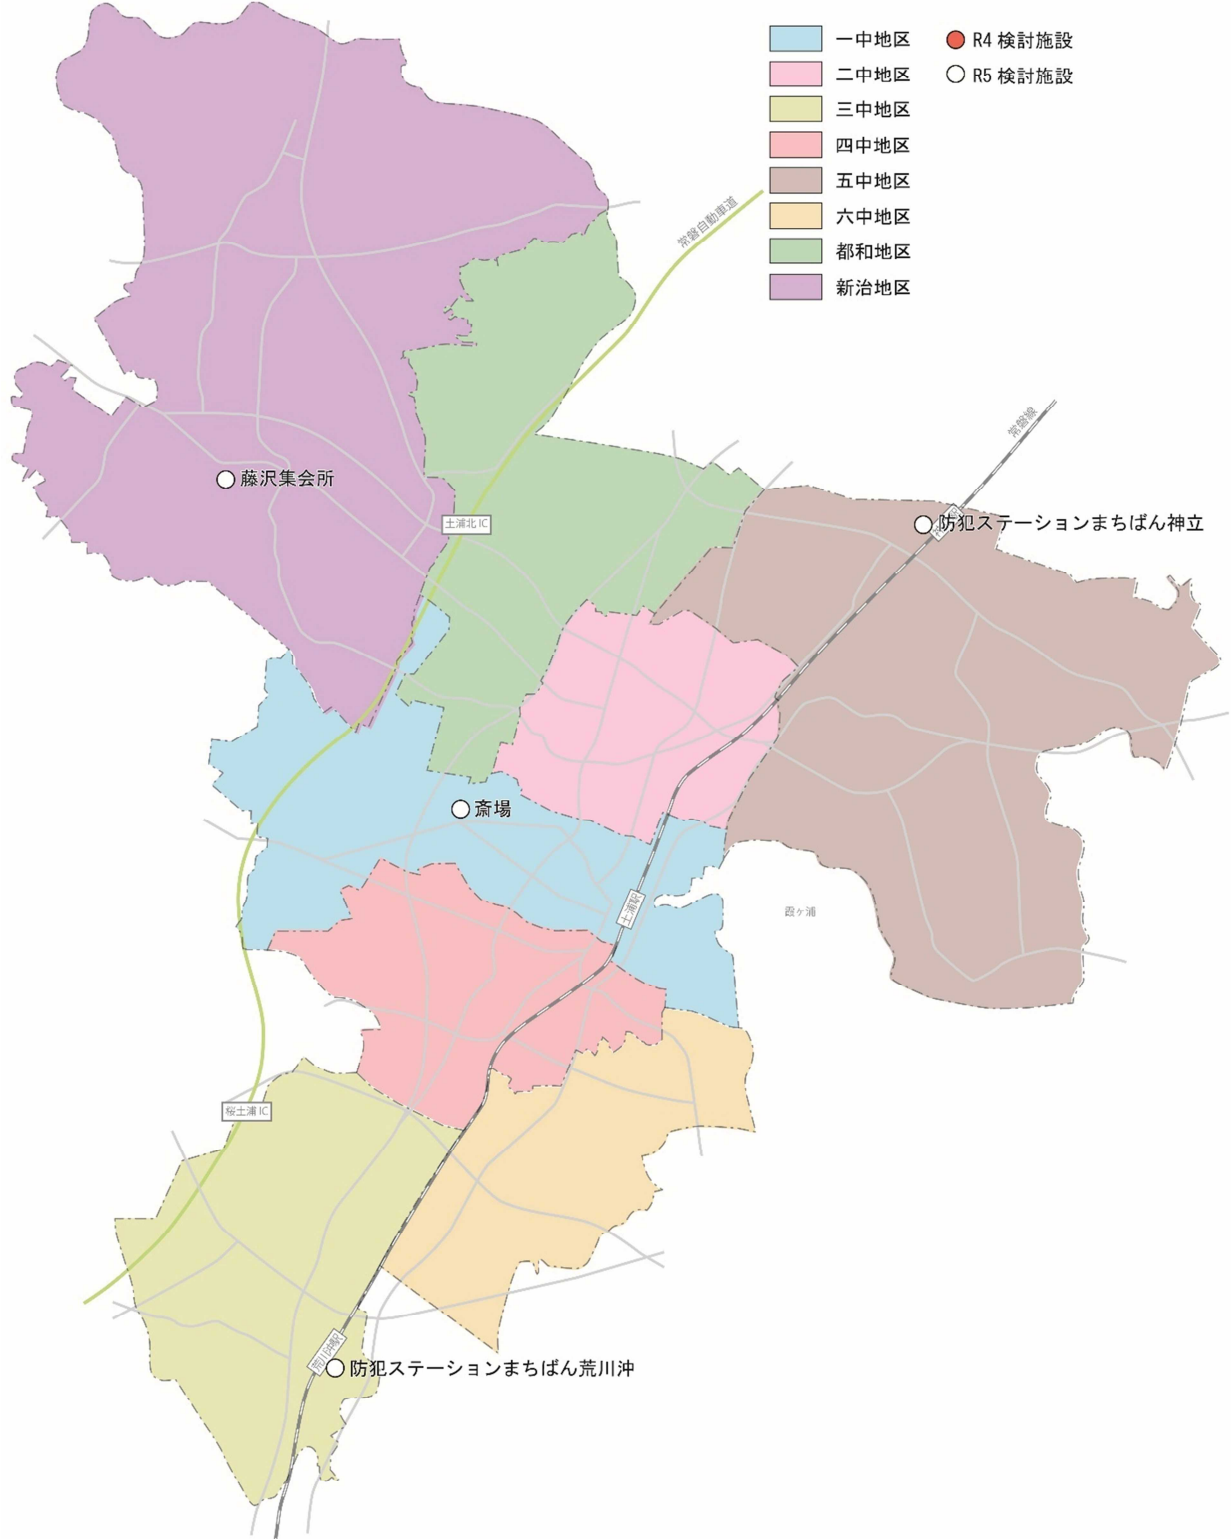 一中地区
二中地区
三中地区
四中地区
五中地区
六中地区
都和地区
新治地区
R4 検討施設
R5 検討施設
常磐自動車道
常磐線
藤沢集会所
土浦北 IC
防犯ステーションまちばん神立
斎場
土浦駅
霞ヶ浦
桜土浦 IC
荒川沖駅
防犯ステーションまちばん荒川沖